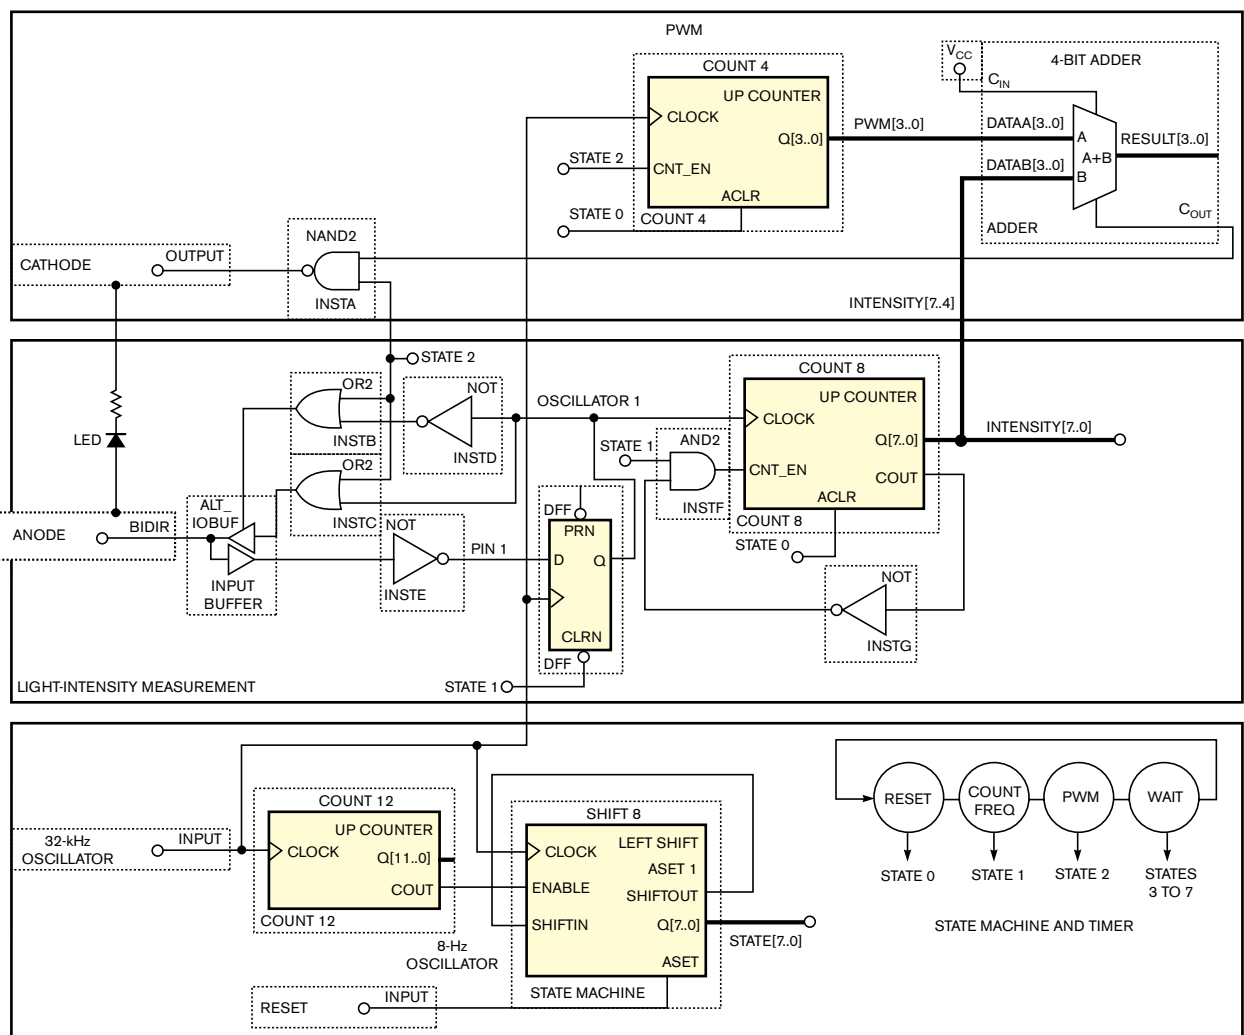 PWM
COUNT 4
UP COUNTER
CLOCK
Q[3..0]
STATE 2
CNT_EN
ACLR
STATE 0
COUNT 4
PWM[3..0]
VCC
CIN
4-BIT ADDER
DATAA[3..0]
A
RESULT[3..0]
A+B
DATAB[3..0]
B
COUT
ADDER
NAND2
OUTPUT
CATHODE
INSTA
INTENSITY[7..4]
STATE 2
OR2
NOT
INSTB
INSTD
OSCILLATOR 1
LED
OR2
INSTC
COUNT 8
UP COUNTER
CLOCK
Q[7..0]
INTENSITY[7..0]
STATE 1
AND2
CNT_EN
COUT
INSTF
ACLR
COUNT 8
STATE 0
ALT_
IOBUF
BIDIR
ANODE
INPUT
BUFFER
NOT
INSTE
PIN 1
DFF
PRN
D
Q
CLRN
DFF
STATE 1
NOT
INSTG
LIGHT-INTENSITY MEASUREMENT
COUNT 12
UP COUNTER
INPUT
32-kHz
OSCILLATOR
CLOCK
Q[11..0]
COUT
COUNT 12
8-Hz
OSCILLATOR
SHIFT 8
LEFT SHIFT
CLOCK
ASET 1
ENABLE
SHIFTOUT
SHIFTIN
Q[7..0]
STATE[7..0]
ASET
STATE MACHINE
RESET
INPUT
RESET
COUNT
FREQ
PWM
WAIT
STATE 0
STATE 1
STATE 2
STATES
3 TO 7
STATE MACHINE AND TIMER